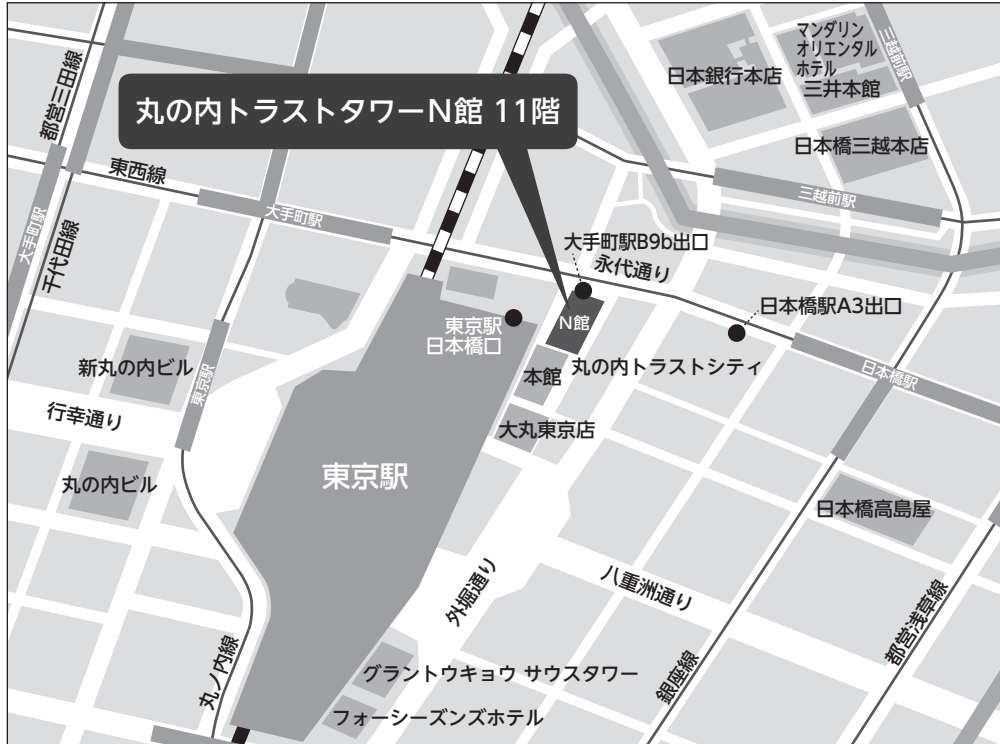 丸の内トラストタワーN館 11階
マンダリン
オリエンタル
ホテル
三井本館
日本銀行本店
三越前駅
日本橋三越本店
三越前駅
都営三田線
東西線
大手町駅
大手町駅
千代田線
大手町駅B9b出口
永代通り
日本橋駅A3出口
N館
東京駅
日本橋口
丸の内トラストシティ
本館
日本橋駅
新丸の内ビル
東京駅
行幸通り
大丸東京店
丸の内ビル
東京駅
日本橋高島屋
外堀通り
八重洲通り
都営浅草線
銀座線
丸ノ内線
グラントウキョウ サウスタワー
フォーシーズンズホテル